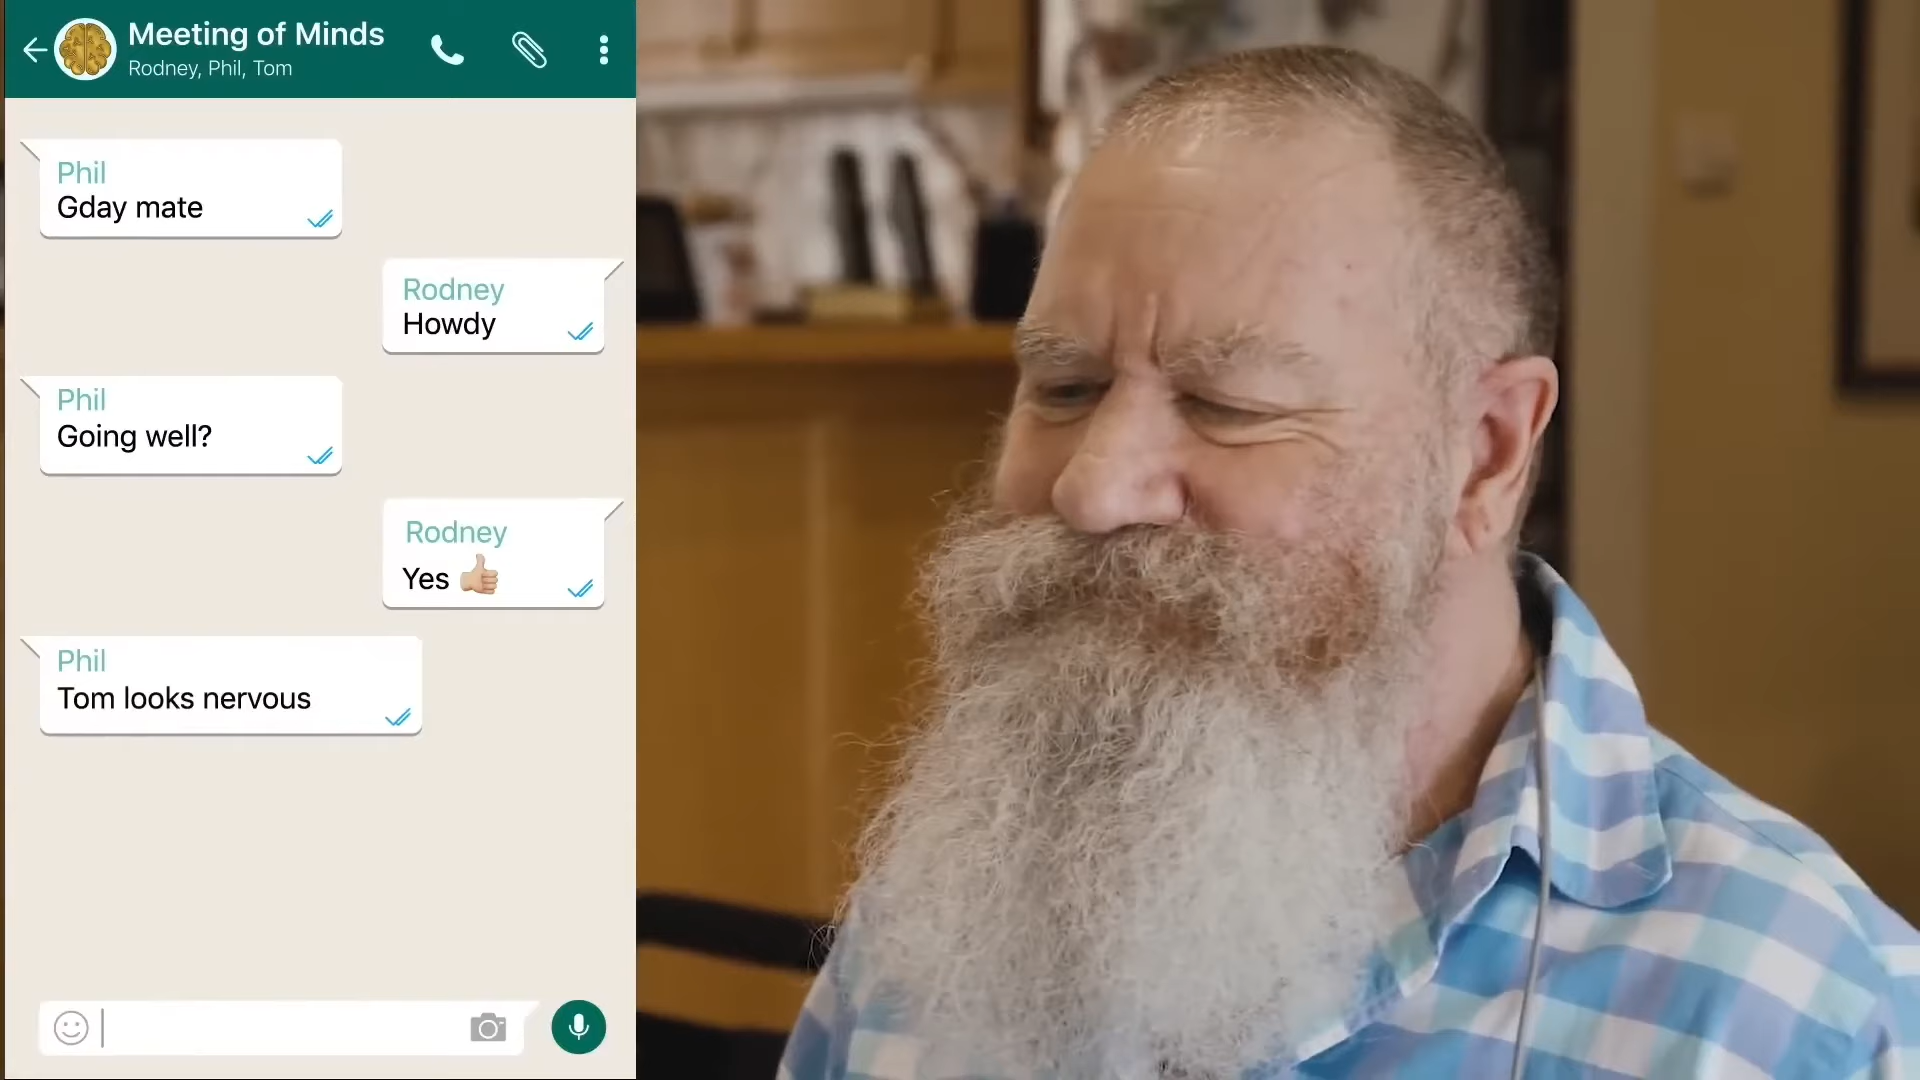 Meeting of Minds
Rodney, Phil, Tom
Phil
Gday mate
Rodney
Howdy
Phil
Going well?
Rodney
Yes 👍🏼
Phil
Tom looks nervous